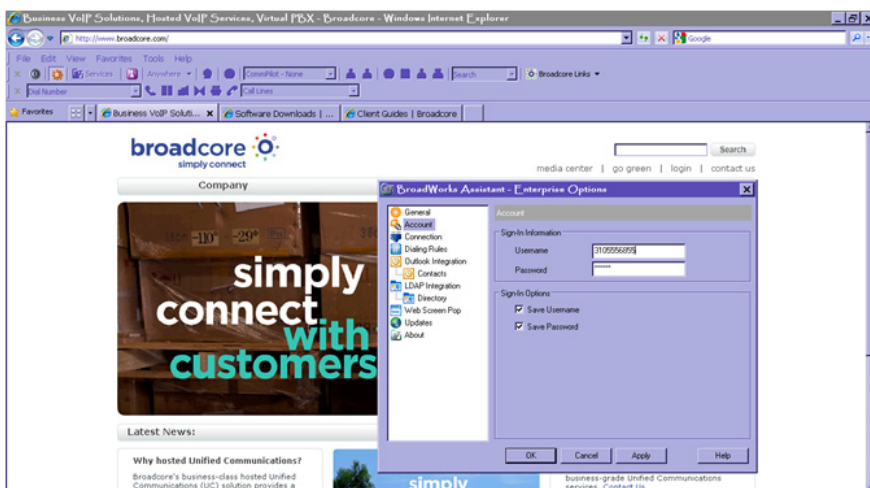 Business VoIP Solutions, Hosted VoIP Services, Virtual PBX - Broadcore - Windows Internet Explorer
http://www.broadcore.com/
Google
File Edit View Favorites Tools Help
Services Anywhere CommPilot - None Search Broadcore Links
Dial Number Call Lines
Favorites Business VoIP Soluti... Software Downloads | ... Client Guides | Broadcore
broadcore
simply connect
Search
media center | go green | login | contact us
Company
BroadWorks Assistant - Enterprise Options
General
Account
Connection
Dialing Rules
Outlook Integration
Contacts
LDAP Integration
Directory
Web Screen Pop
Updates
About
Account
Sign-In Information
Username 3105556855
Password ******
Sign-In Options
Save Username
Save Password
OK Cancel Apply Help
-110° -29°
simply
connect
with
customers
Latest News:
Why hosted Unified Communications?
Broadcore's business-class hosted Unified
Communications (UC) solution provides a
simply
business-grade Unified Communications
services. Contact Us